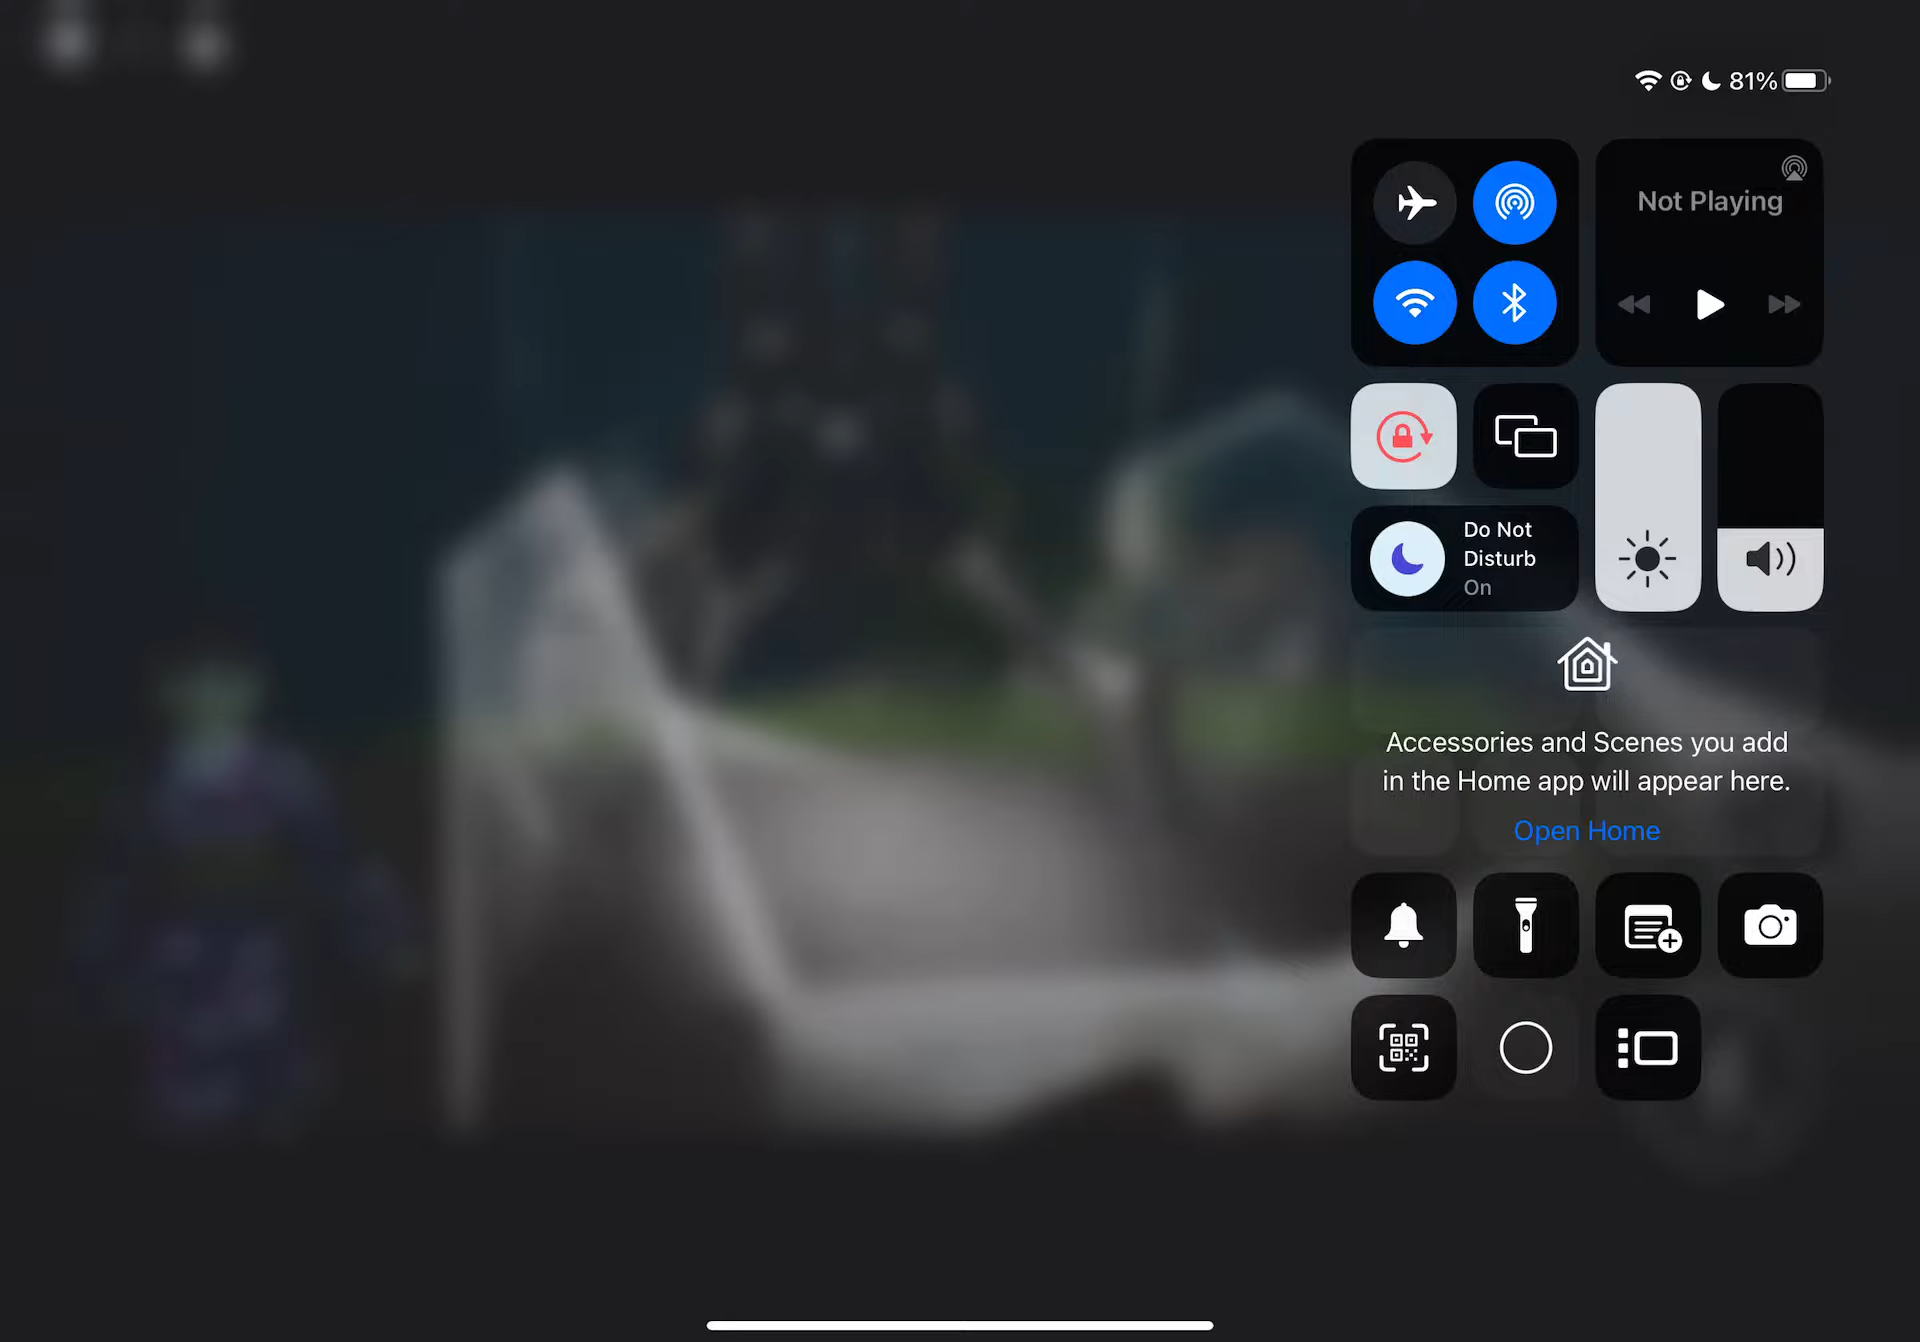 81%
Not Playing
Do Not
Disturb
On
Accessories and Scenes you add
in the Home app will appear here.
Open Home